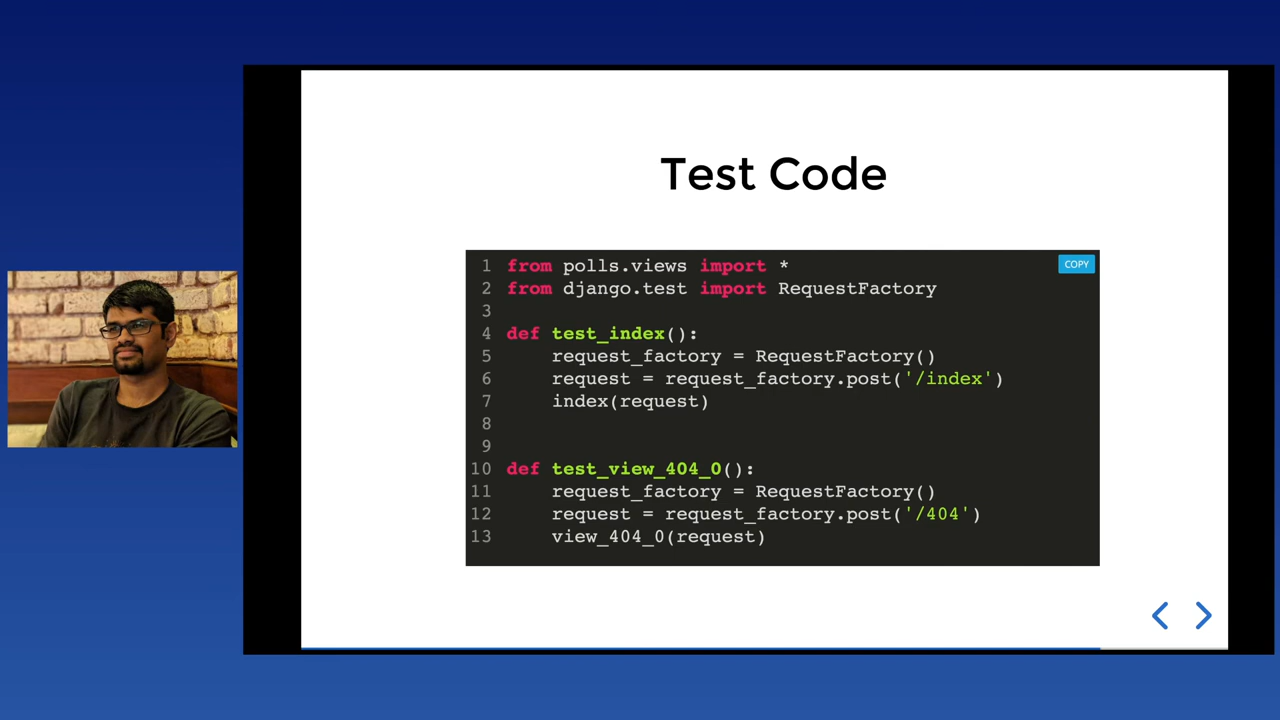 Test Code
COPY
1 from polls.views import *
2 from django.test import RequestFactory
3
4 def test_index():
5     request_factory = RequestFactory()
6     request = request_factory.post('/index')
7     index(request)
8
9
10 def test_view_404_0():
11     request_factory = RequestFactory()
12     request = request_factory.post('/404')
13     view_404_0(request)